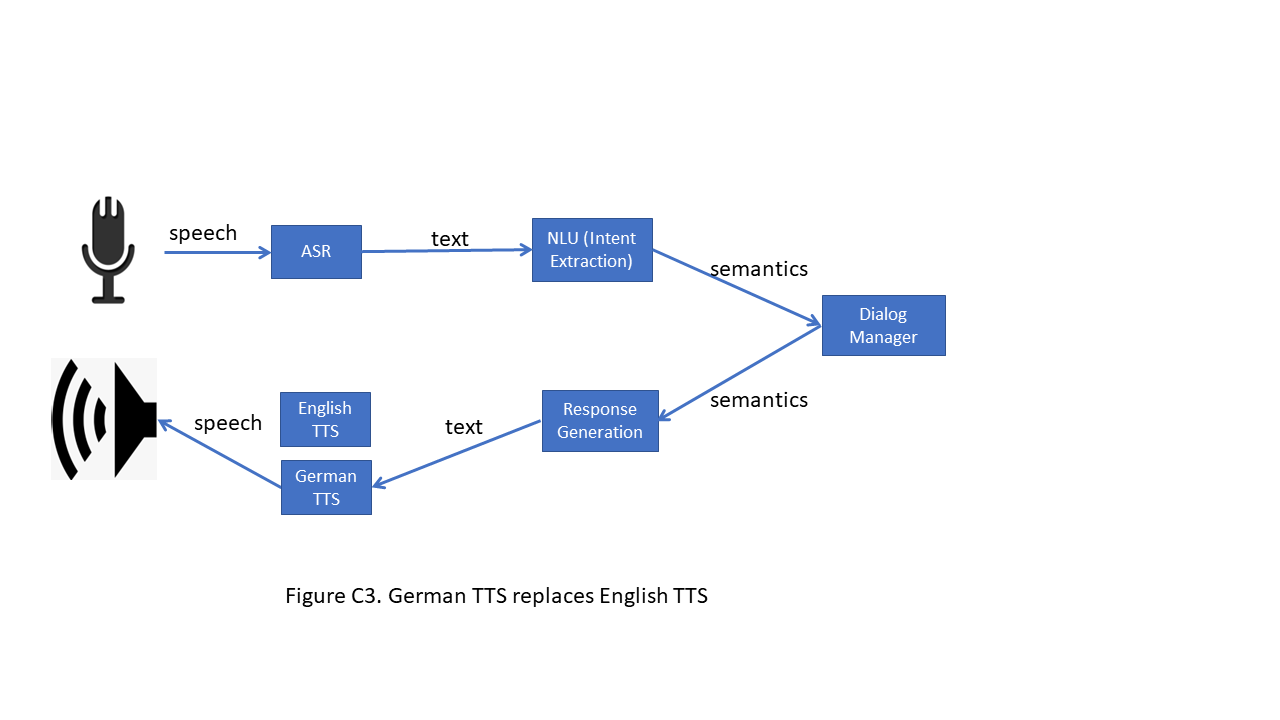 speech
ASR
text
NLU (Intent
Extraction)
semantics
Dialog
Manager
semantics
Response
Generation
text
English
TTS
German
TTS
speech
Figure C3. German TTS replaces English TTS